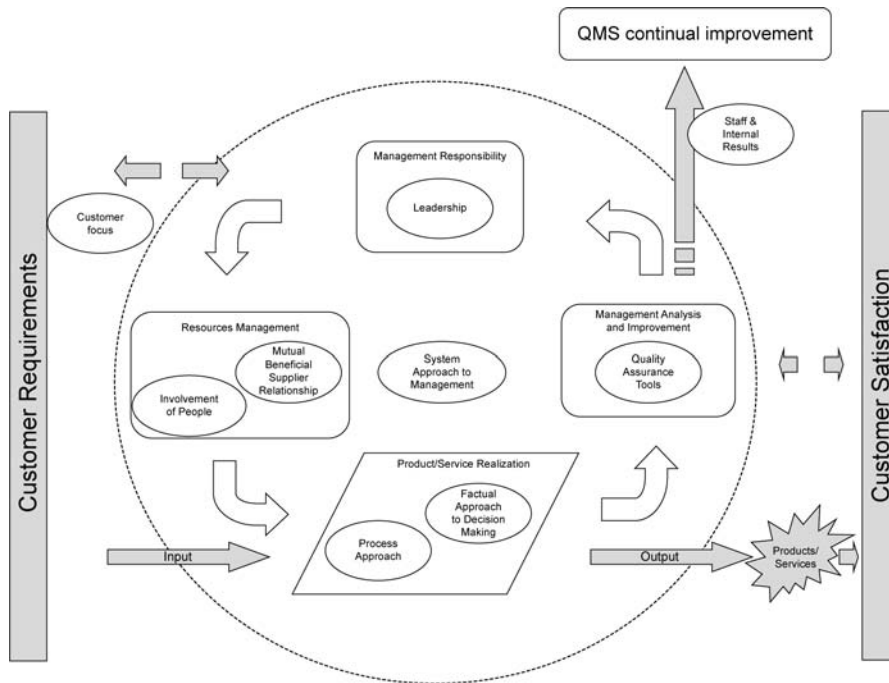 QMS continual improvement
Staff &
Internal
Results
Management Responsibility
Leadership
Customer
focus
Customer Requirements
Customer Satisfaction
Resources Management
Mutual
Beneficial
Supplier
Relationship
Involvement
of People
System
Approach to
Management
Management Analysis
and Improvement
Quality
Assurance
Tools
Product/Service Realization
Factual
Approach
to Decision
Making
Process
Approach
Input
Output
Products/
Services